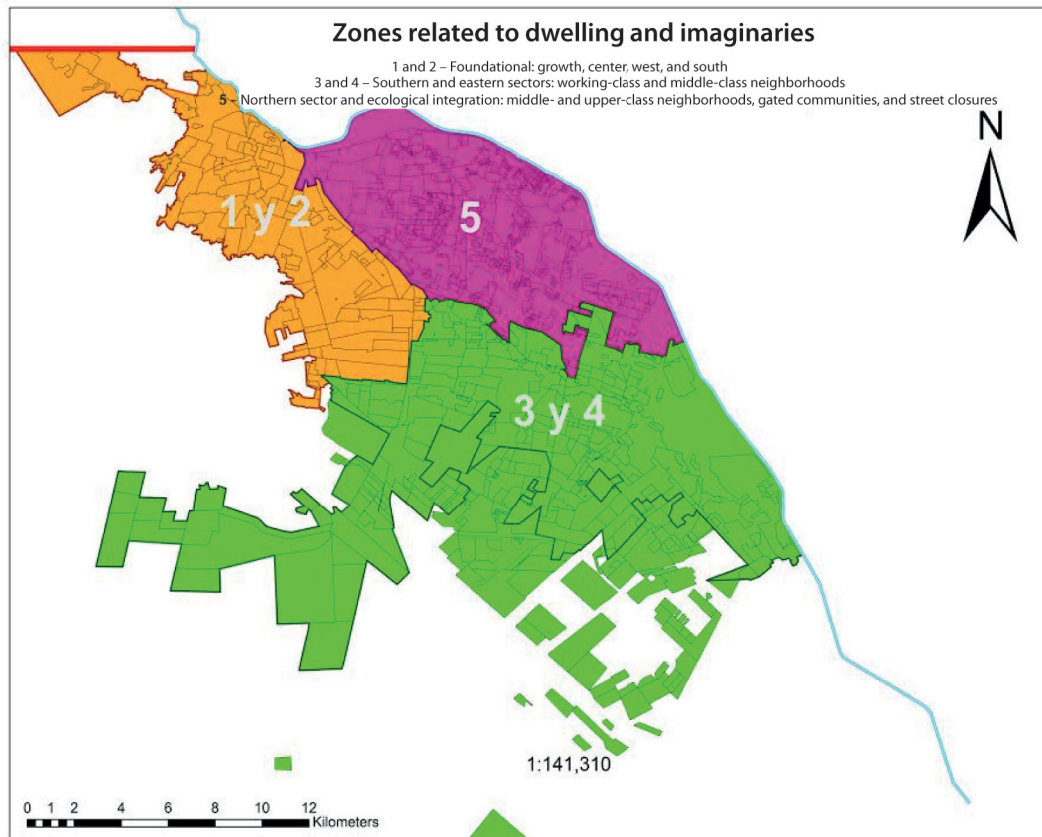 Zones related to dwelling and imaginaries
1 and 2 – Foundational: growth, center, west, and south
3 and 4 – Southern and eastern sectors: working-class and middle-class neighborhoods
5 – Northern sector and ecological integration: middle- and upper-class neighborhoods, gated communities, and street closures
N
1 y 2
5
3 y 4
1:141,310
0 1 2 4 6 8 10 12
Kilometers